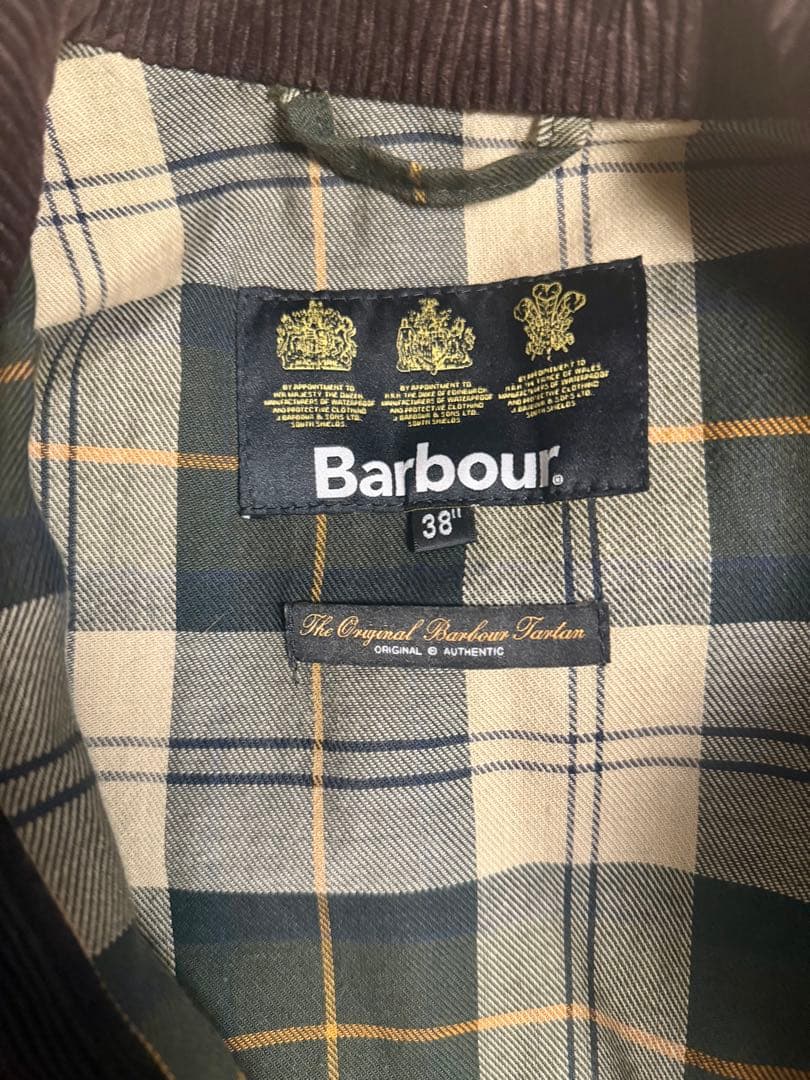 BY APPOINTMENT TO
H.R. MAJESTY THE QUEEN
MANUFACTURERS OF WATERPROOF
AND PROTECTIVE CLOTHING
J. BARBOUR & SONS LTD.
SOUTH SHIELDS.
BY APPOINTMENT TO
H.R.H. THE DUKE OF EDINBURGH
MANUFACTURERS OF WATERPROOF
AND PROTECTIVE CLOTHING
J. BARBOUR & SONS LTD.
SOUTH SHIELDS.
BY APPOINTMENT TO
H.R.H. THE PRINCE OF WALES
MANUFACTURERS OF WATERPROOF
AND PROTECTIVE CLOTHING
J. BARBOUR & SONS LTD.
SOUTH SHIELDS.
Barbour®
38"
The Original Barbour Tartan
ORIGINAL © AUTHENTIC